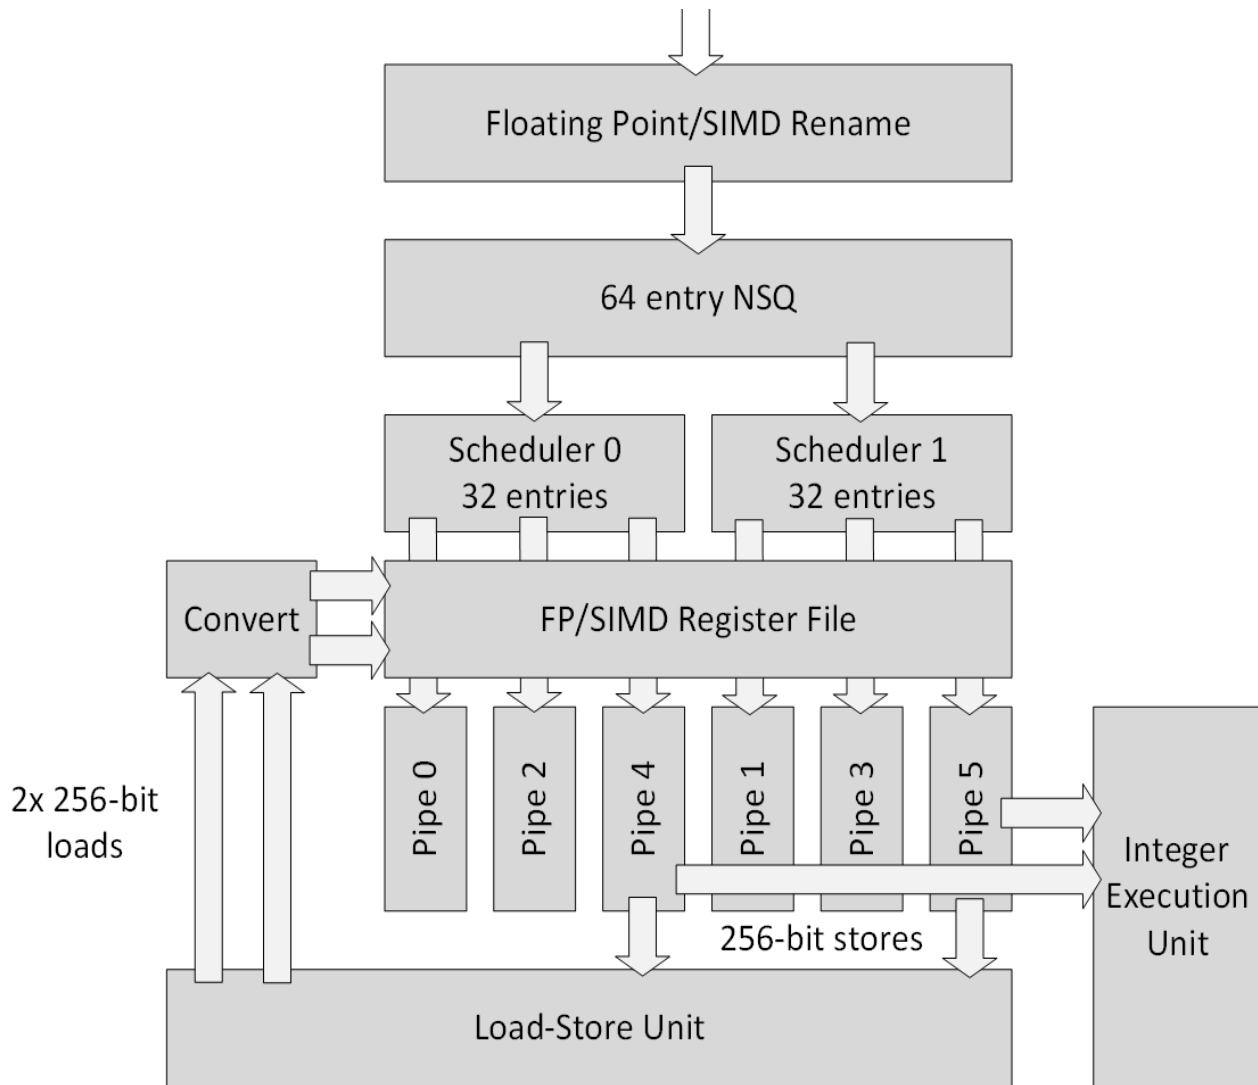 Floating Point/SIMD Rename
64 entry NSQ
Scheduler 0
32 entries
Scheduler 1
32 entries
Convert
FP/SIMD Register File
2x 256-bit
loads
Pipe 0
Pipe 2
Pipe 4
Pipe 1
Pipe 3
Pipe 5
Integer
Execution
Unit
256-bit stores
Load-Store Unit